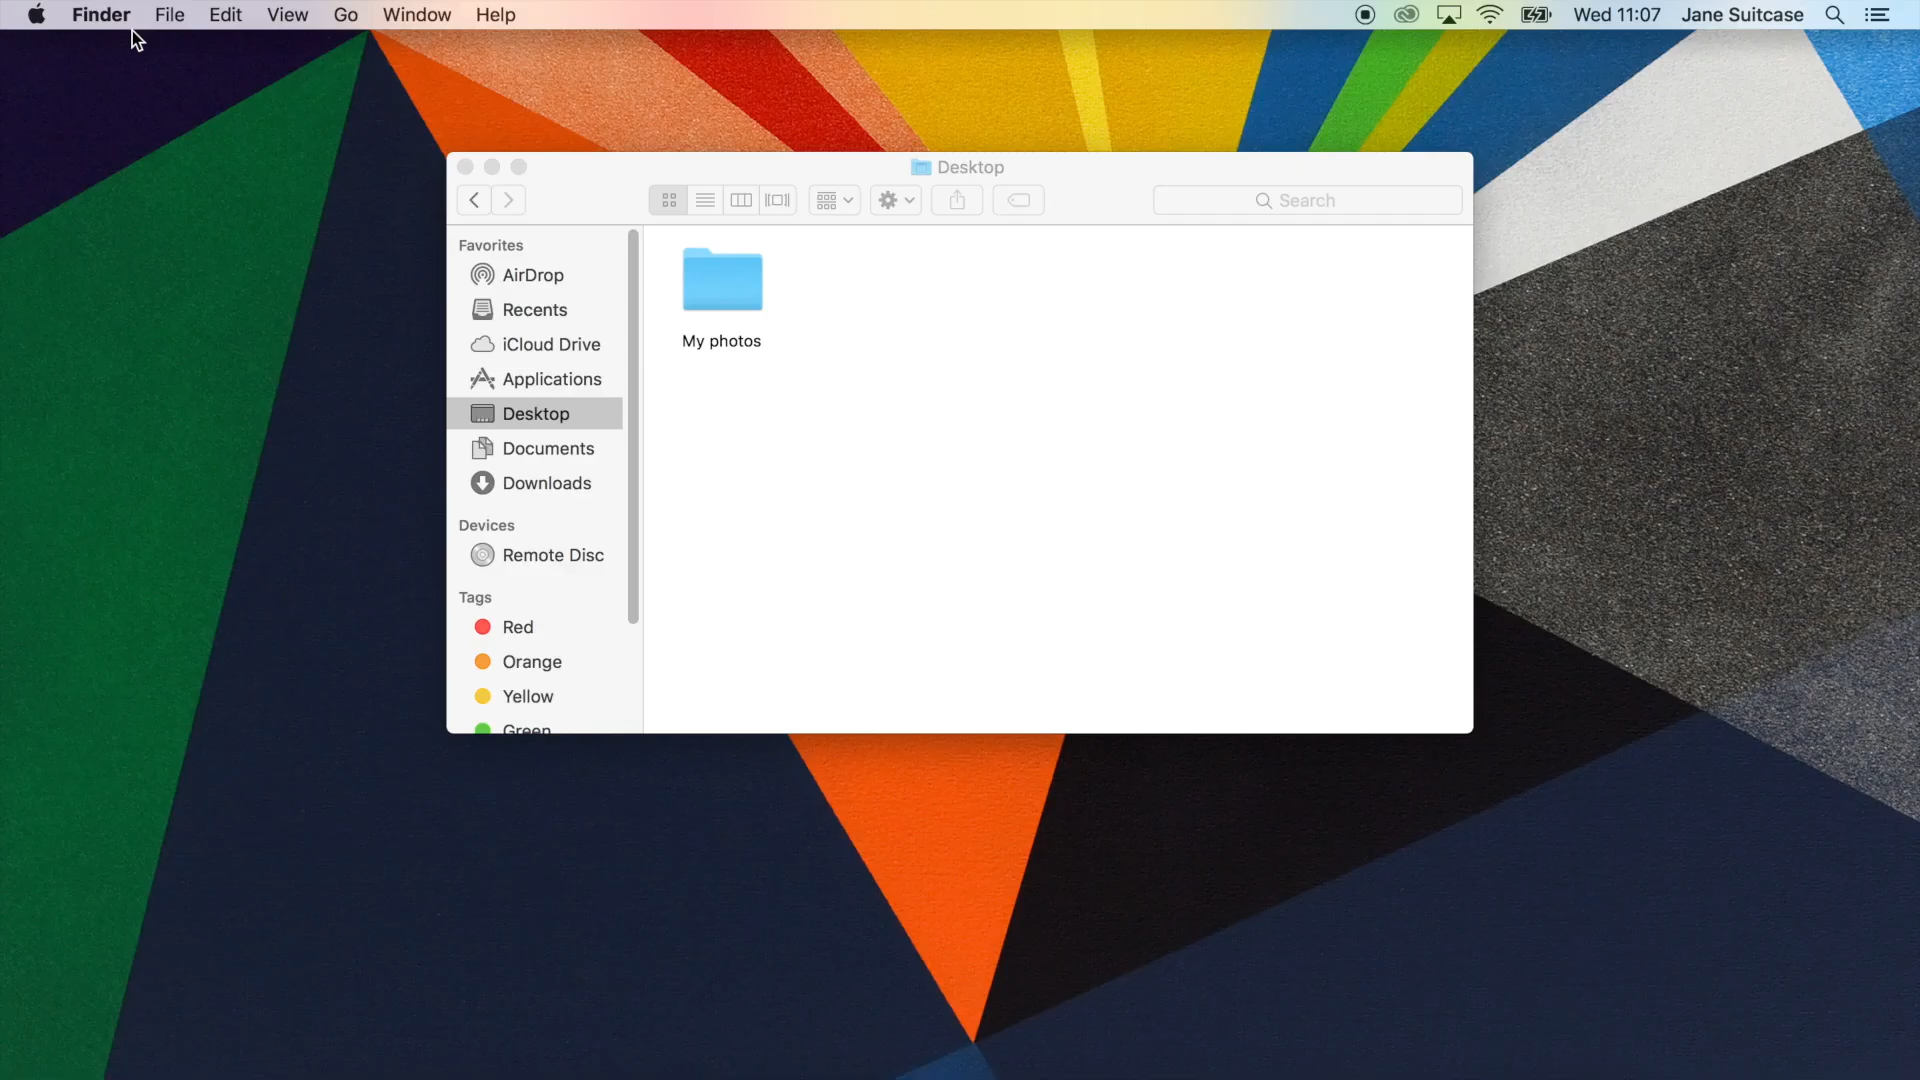 Finder File Edit View Go Window Help Wed 11:07 Jane Suitcase
Desktop
Search
Favorites
AirDrop
Recents
iCloud Drive
Applications
Desktop
Documents
Downloads
Devices
Remote Disc
Tags
Red
Orange
Yellow
Green
My photos